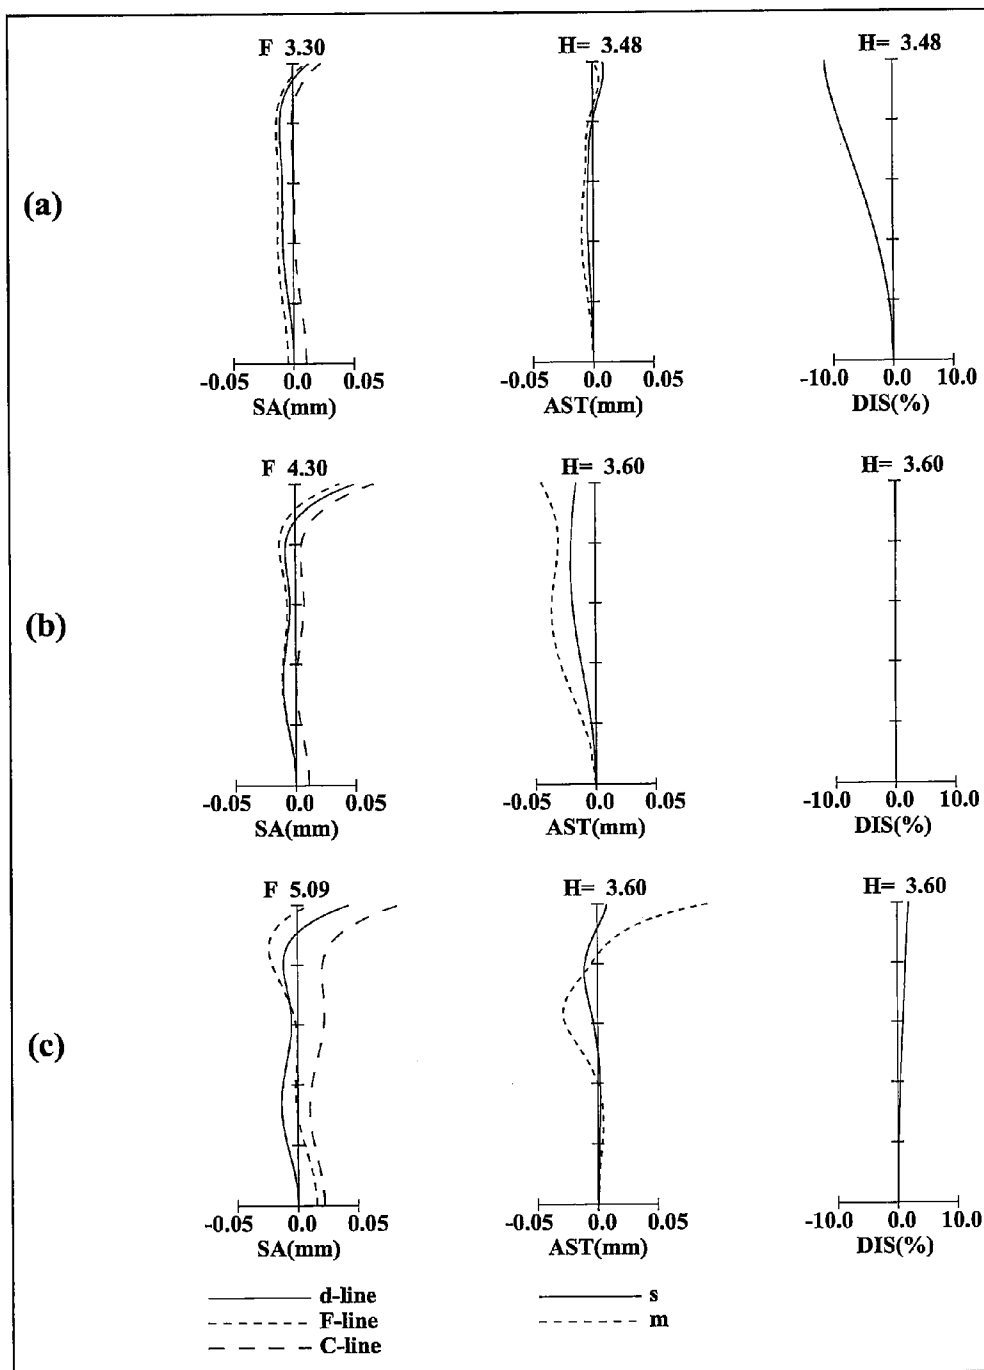 F 3.30
H= 3.48
H= 3.48
(a)
-0.05 0.0 0.05
SA(mm)
-0.05 0.0 0.05
AST(mm)
-10.0 0.0 10.0
DIS(%)
F 4.30
H= 3.60
H= 3.60
(b)
-0.05 0.0 0.05
SA(mm)
-0.05 0.0 0.05
AST(mm)
-10.0 0.0 10.0
DIS(%)
F 5.09
H= 3.60
H= 3.60
(c)
-0.05 0.0 0.05
SA(mm)
-0.05 0.0 0.05
AST(mm)
-10.0 0.0 10.0
DIS(%)
d-line
F-line
C-line
s
m